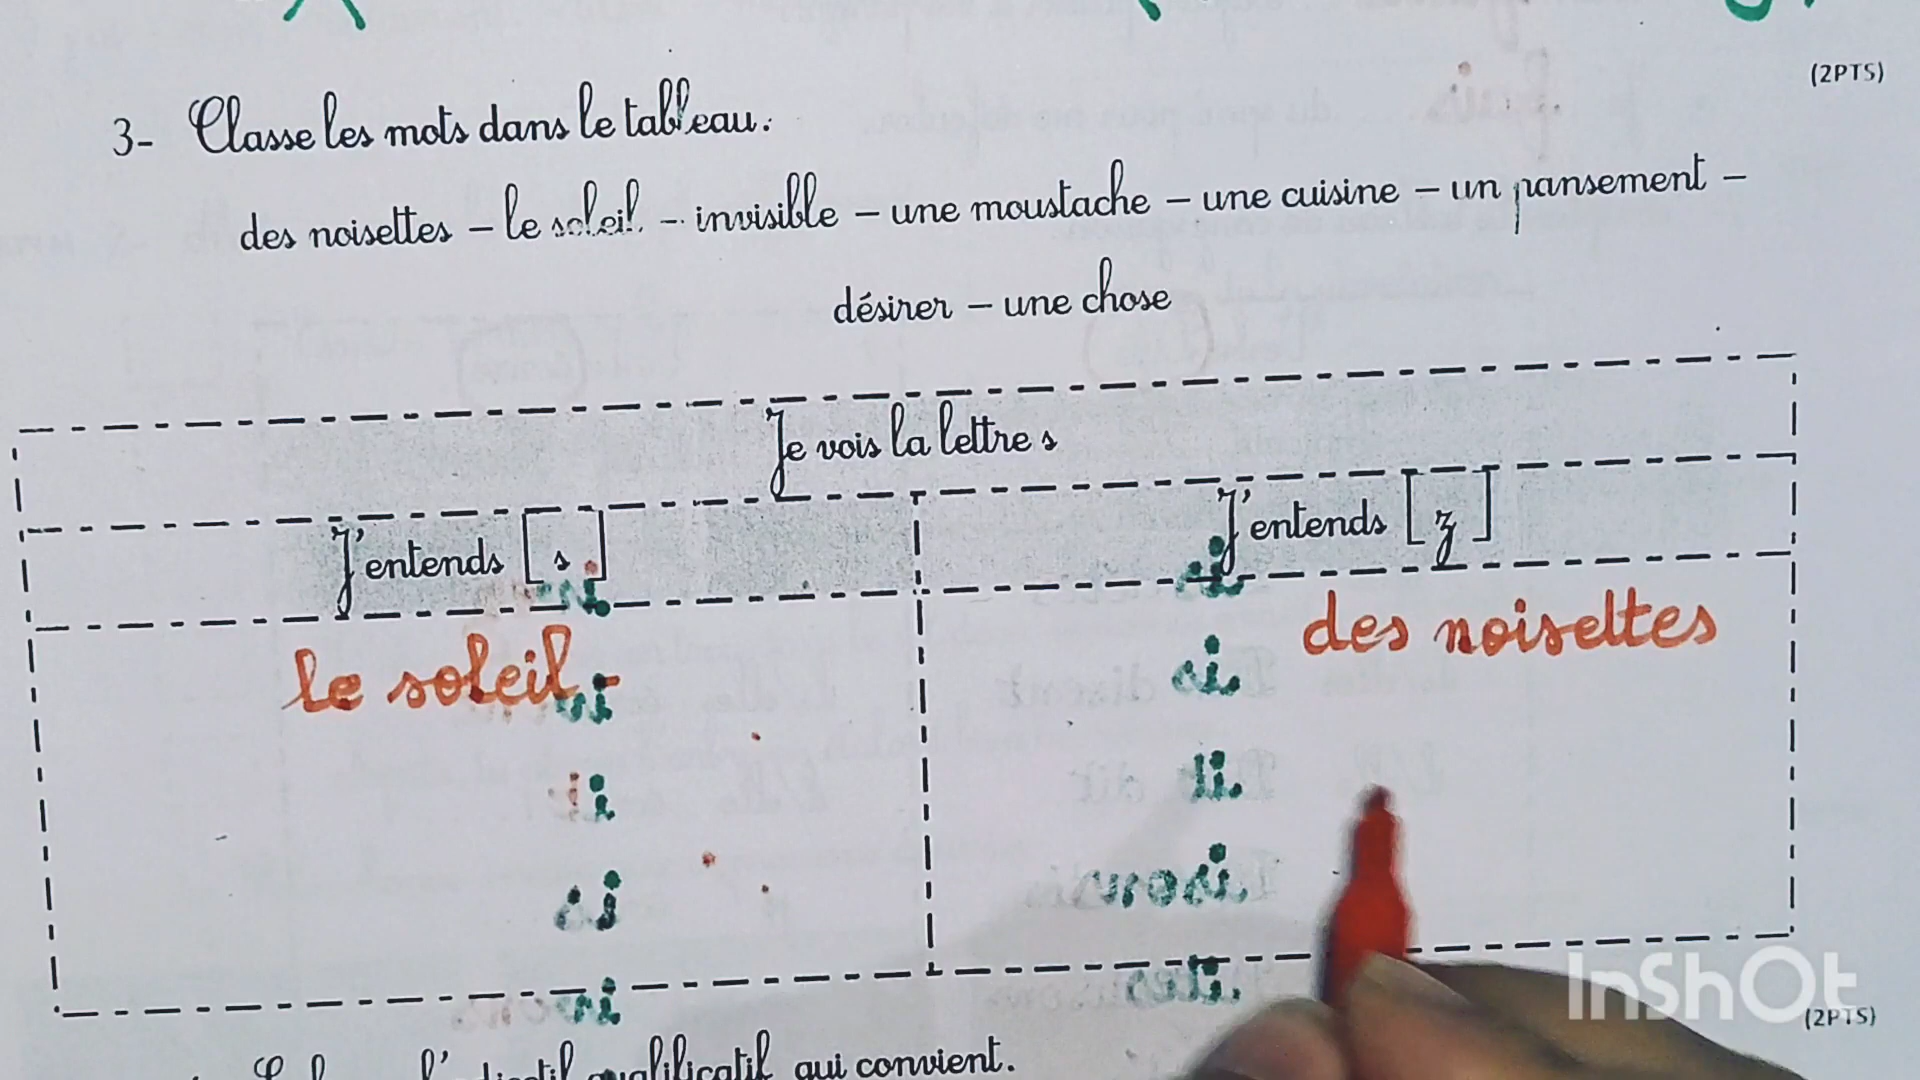 (2PTS)
3- Classe les mots dans le tableau.
des noisettes – le soleil – invisible – une moustache – une cuisine – un pansement –
désirer – une chose
Je vois la lettre s
J'entends [s]
J'entends [z]
le soleil -
des noisettes
InShOt
(2PTS)
qualificatif qui convient.